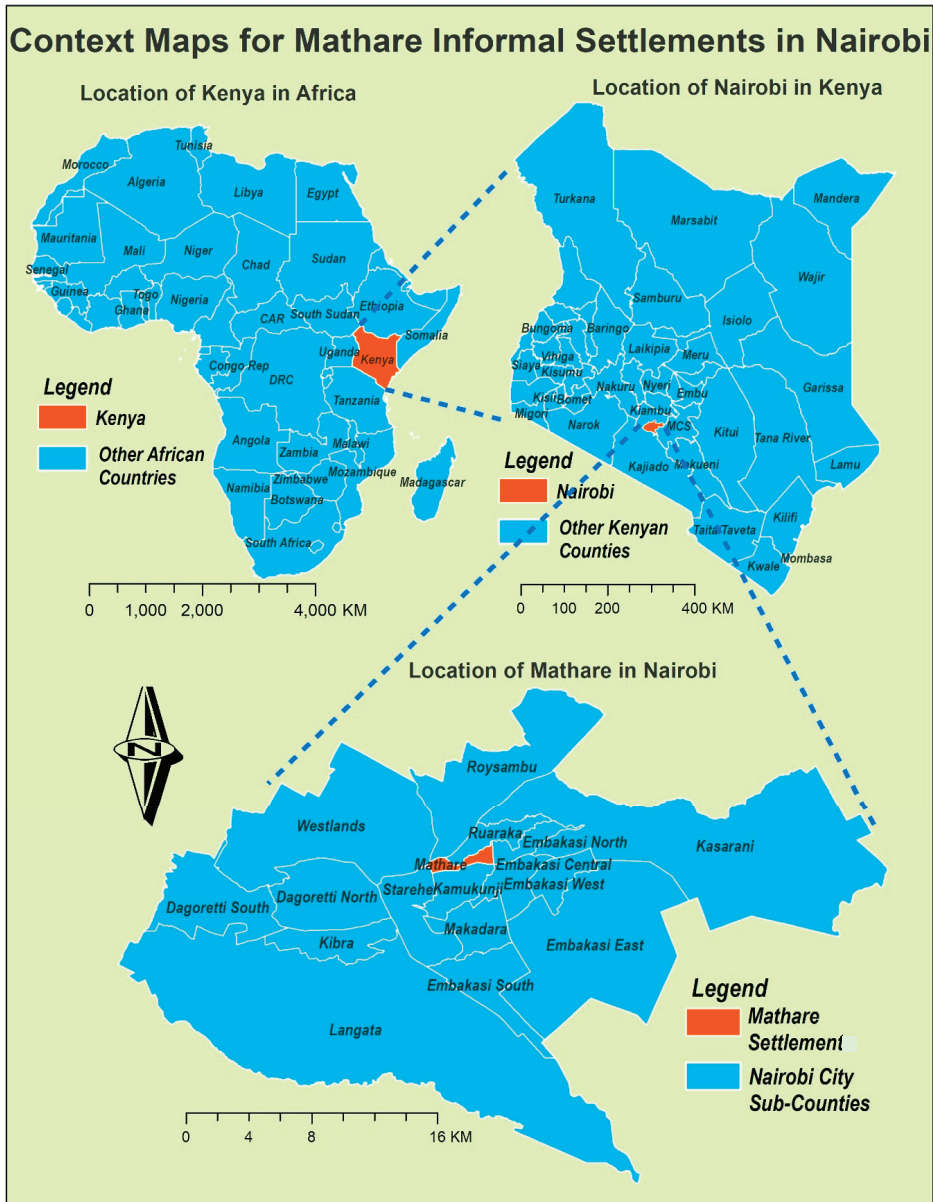 Context Maps for Mathare Informal Settlements in Nairobi
Location of Kenya in Africa
Tunisia
Morocco
Algeria
Libya
Egypt
Mauritania
Mali
Niger
Chad
Sudan
Senegal
Guinea
Togo
Ghana
Nigeria
CAR
South Sudan
Ethiopia
Somalia
Uganda
Kenya
Congo Rep
DRC
Tanzania
Angola
Zambia
Malawi
Mozambique
Zimbabwe
Namibia
Botswana
Madagascar
South Africa
Legend
Kenya
Other African
Countries
0 1,000 2,000 4,000 KM
Location of Nairobi in Kenya
Turkana
Marsabit
Mandera
Wajir
Samburu
Isiolo
Bungoma
Baringo
Laikipia
Meru
Siaya
Vihiga
Kisumu
Nakuru
Nyeri
Embu
Garissa
Kisii
Bomet
Migori
Narok
Kiambu
MCS
Kitui
Tana River
Kajiado
Makueni
Lamu
Taita Taveta
Kilifi
Kwale
Mombasa
Legend
Nairobi
Other Kenyan
Counties
0 100 200 400 KM
Location of Mathare in Nairobi
N
Roysambu
Westlands
Ruaraka
Embakasi North
Kasarani
Mathare
Embakasi Central
Starehe
Kamukunji
Embakasi West
Dagoretti South
Dagoretti North
Makadara
Kibra
Embakasi East
Embakasi South
Langata
Legend
Mathare
Settlement
Nairobi City
Sub-Counties
0 4 8 16 KM